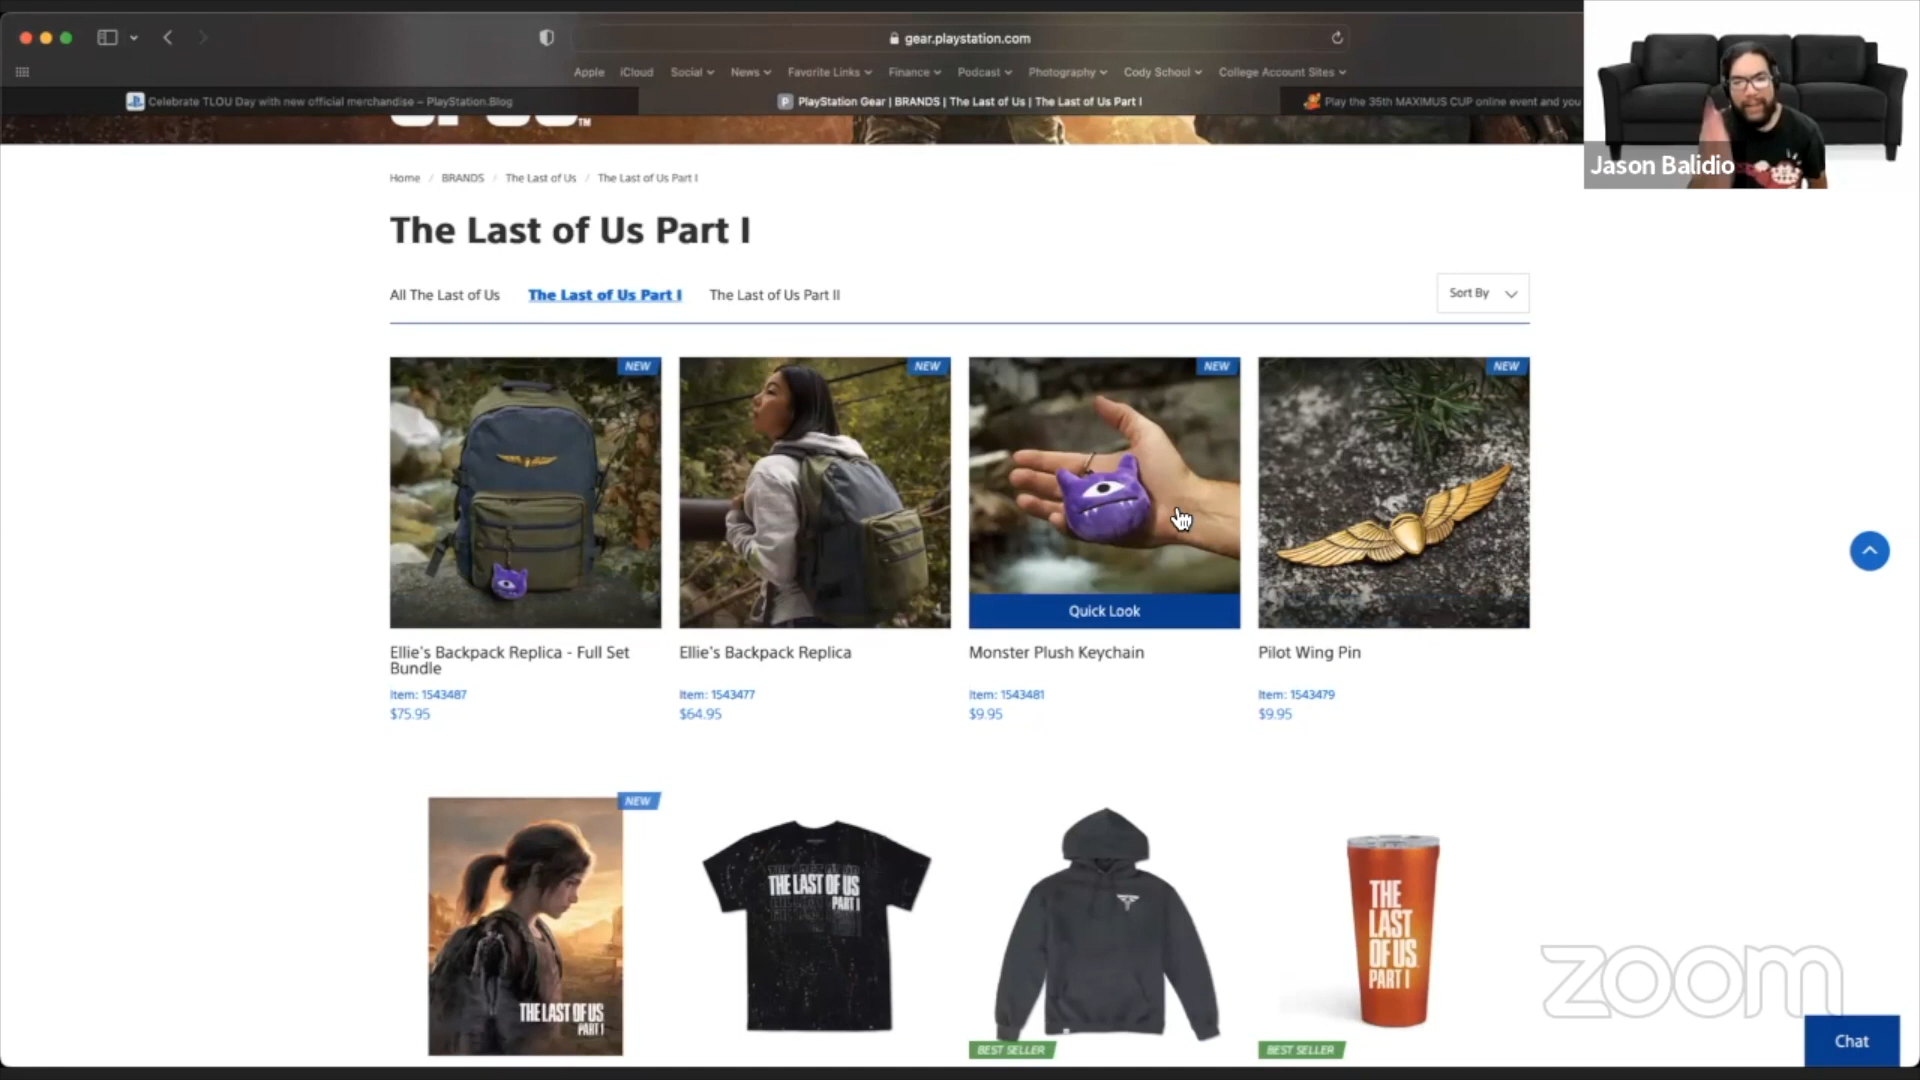 gear.playstation.com
Apple iCloud Social News Favorite Links Finance Podcast Photography Cody School College Account Sites
Celebrate TLOU Day with new official merchandise – PlayStation.Blog
PlayStation Gear | BRANDS | The Last of Us | The Last of Us Part I
Play the 35th MAXIMUS CUP online event and you
Jason Balidio
TM
Home / BRANDS / The Last of Us / The Last of Us Part I
The Last of Us Part I
All The Last of Us The Last of Us Part I The Last of Us Part II
Sort By
NEW
NEW
NEW
NEW
Quick Look
Ellie's Backpack Replica - Full Set
Bundle
Item: 1543487
$75.95
Ellie's Backpack Replica
Item: 1543477
$64.95
Monster Plush Keychain
Item: 1543481
$9.95
Pilot Wing Pin
Item: 1543479
$9.95
NEW
THE LAST OF US
PART I
THE LAST OF US
PART I
BEST SELLER
THE
LAST
OF US
PART I
BEST SELLER
zoom
Chat